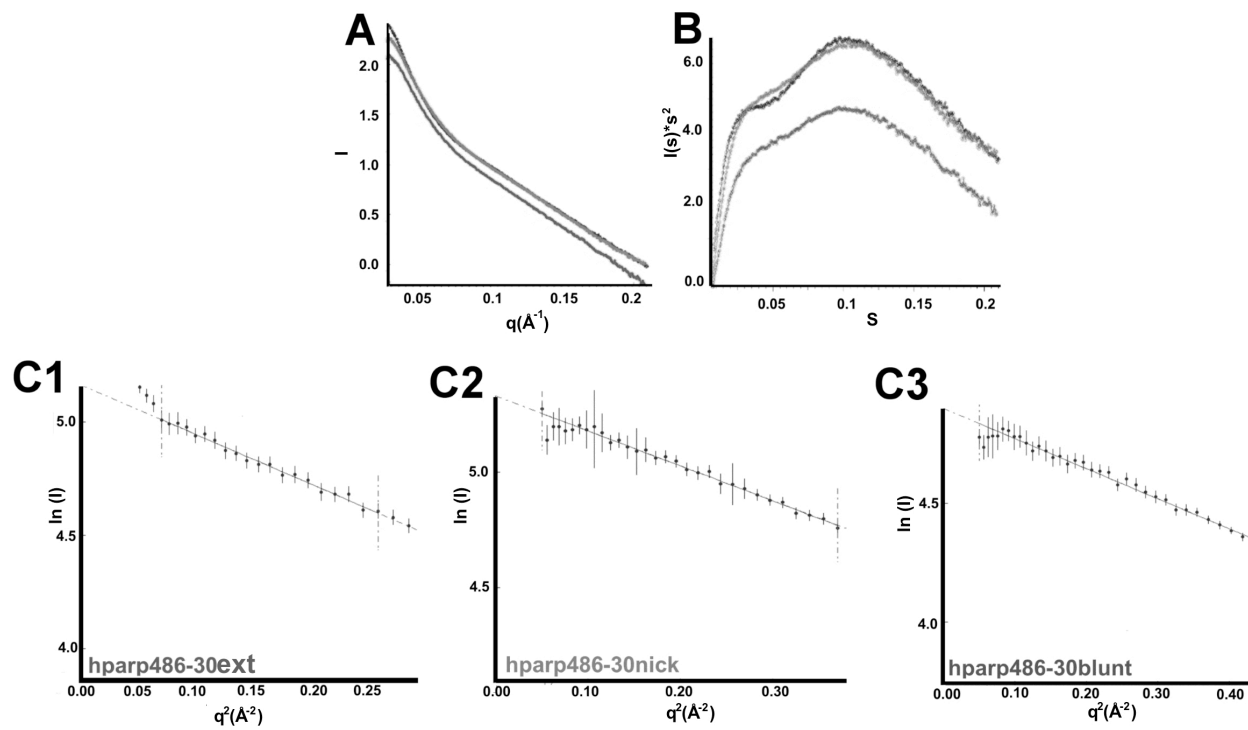 A
2.0
1.5
1.0
0.5
0.0
I
0.05
0.1
0.15
0.2
q(Å-1)
B
6.0
4.0
2.0
0.0
I(s)*s2
0.05
0.1
0.15
0.2
S
C1
5.0
4.5
4.0
ln (I)
hparp486-30ext
0.00
0.05
0.10
0.15
0.20
0.25
q2(Å-2)
C2
5.0
4.5
ln (I)
hparp486-30nick
0.00
0.10
0.20
0.30
q2(Å-2)
C3
4.5
4.0
ln (I)
hparp486-30blunt
0.00
0.10
0.20
0.30
0.40
q2(Å-2)